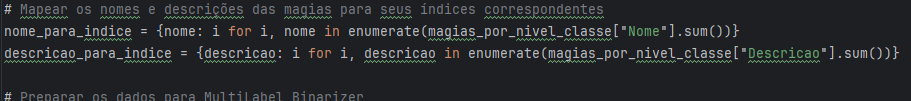 # Mapear os nomes e descrições das magias para seus índices correspondentes
nome_para_indice = {nome: i for i, nome in enumerate(magias_por_nivel_classe["Nome"].sum())}
descricao_para_indice = {descricao: i for i, descricao in enumerate(magias_por_nivel_classe["Descricao"].sum())}
# Preparar os dados para MultiLabel Binarizer